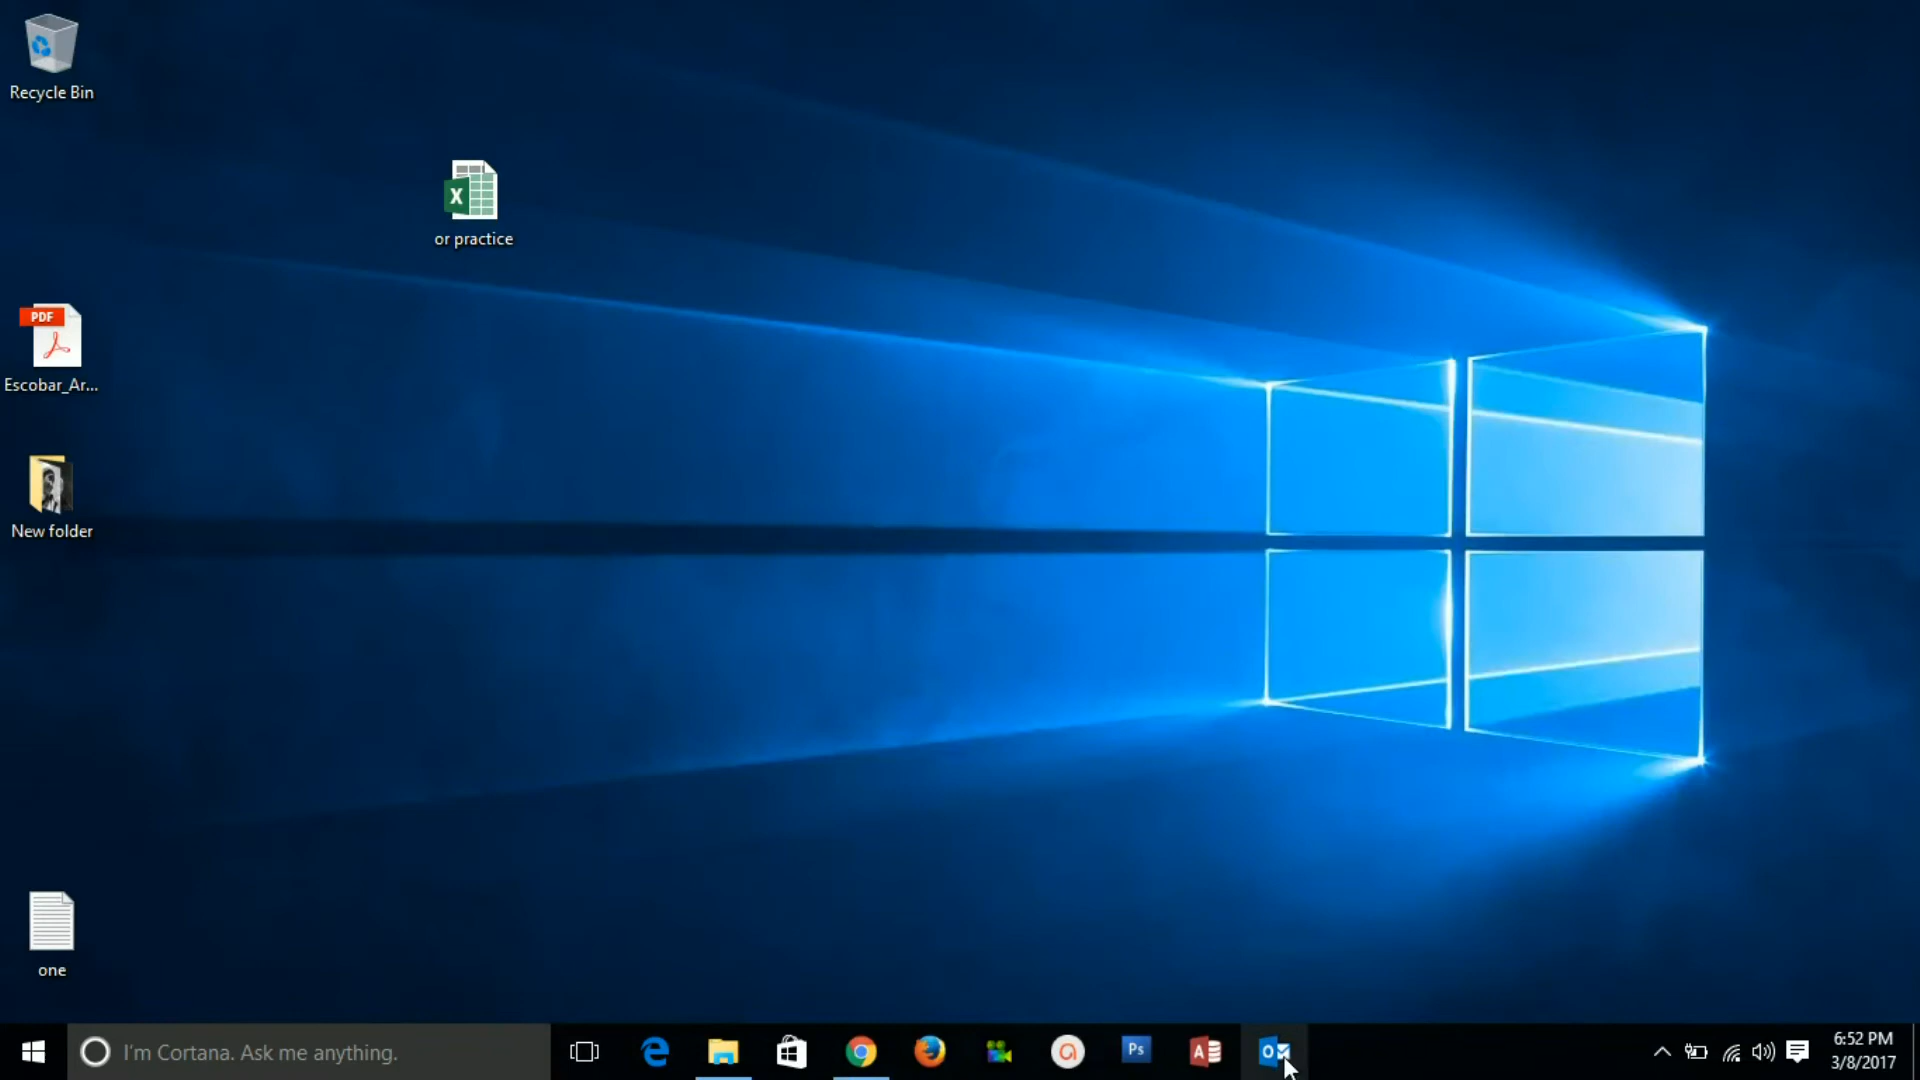 Recycle Bin
or practice
PDF
Escobar_Ar...
New folder
one
I'm Cortana. Ask me anything.
Ps
6:52 PM
3/8/2017